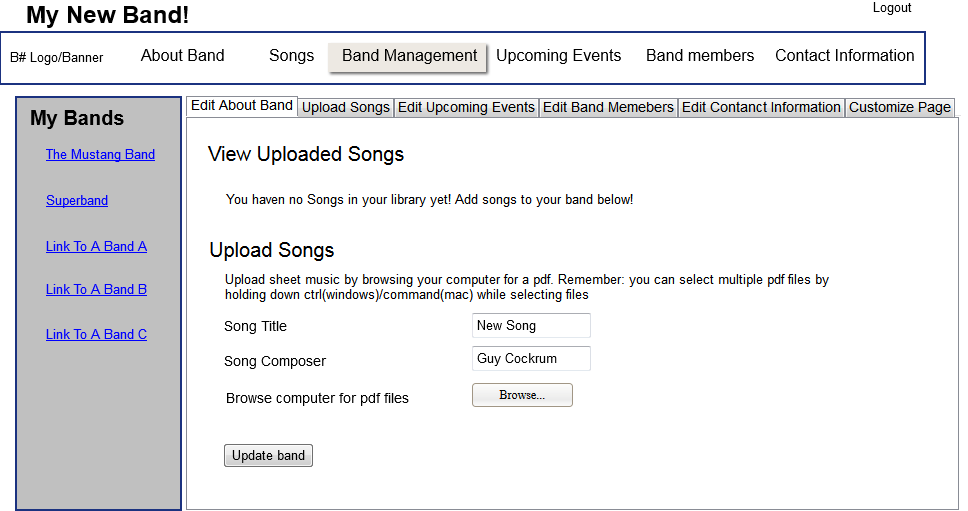 My New Band!
Logout
B# Logo/Banner
About Band
Songs
Band Management
Upcoming Events
Band members
Contact Information
My Bands
The Mustang Band
Superband
Link To A Band A
Link To A Band B
Link To A Band C
Edit About Band
Upload Songs
Edit Upcoming Events
Edit Band Memebers
Edit Contanct Information
Customize Page
View Uploaded Songs
You haven no Songs in your library yet! Add songs to your band below!
Upload Songs
Upload sheet music by browsing your computer for a pdf. Remember: you can select multiple pdf files by
holding down ctrl(windows)/command(mac) while selecting files
Song Title
New Song
Song Composer
Guy Cockrum
Browse computer for pdf files
Browse...
Update band